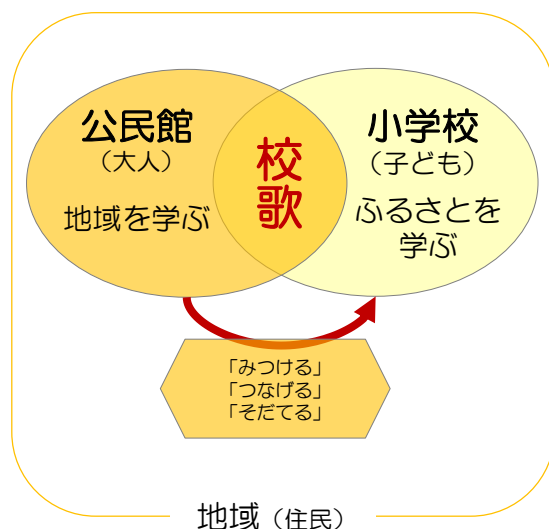 公民館
（大人）
地域を学ぶ
校歌
小学校
（子ども）
ふるさとを
学ぶ
「みつける」
「つなげる」
「そだてる」
地域（住民）